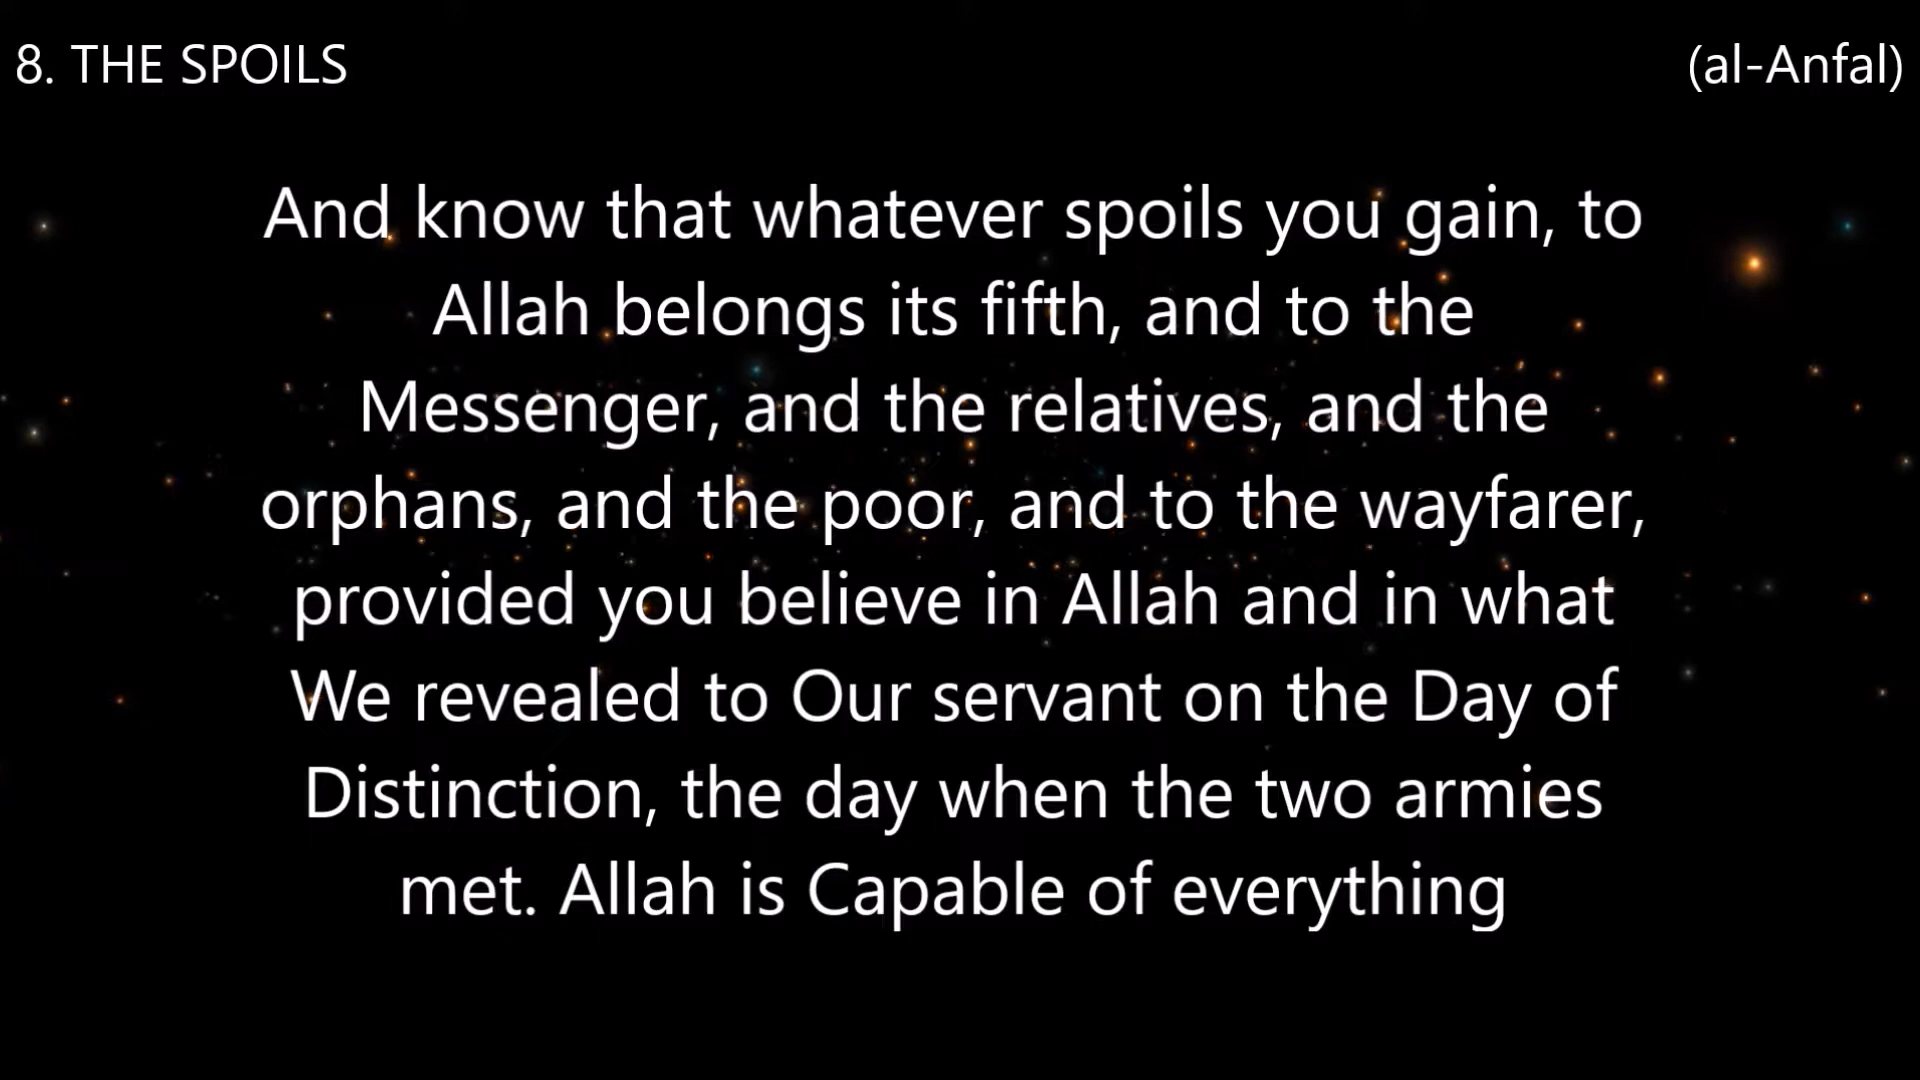 8. THE SPOILS
(al-Anfal)
And know that whatever spoils you gain, to
Allah belongs its fifth, and to the
Messenger, and the relatives, and the
orphans, and the poor, and to the wayfarer,
provided you believe in Allah and in what
We revealed to Our servant on the Day of
Distinction, the day when the two armies
met. Allah is Capable of everything